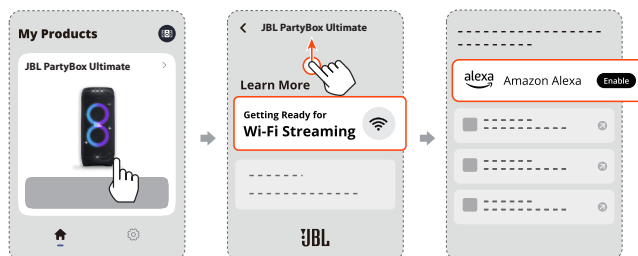 My Products
JBL PartyBox Ultimate
JBL PartyBox Ultimate
Learn More
Getting Ready for
Wi-Fi Streaming
JBL
alexa
Amazon Alexa
Enable